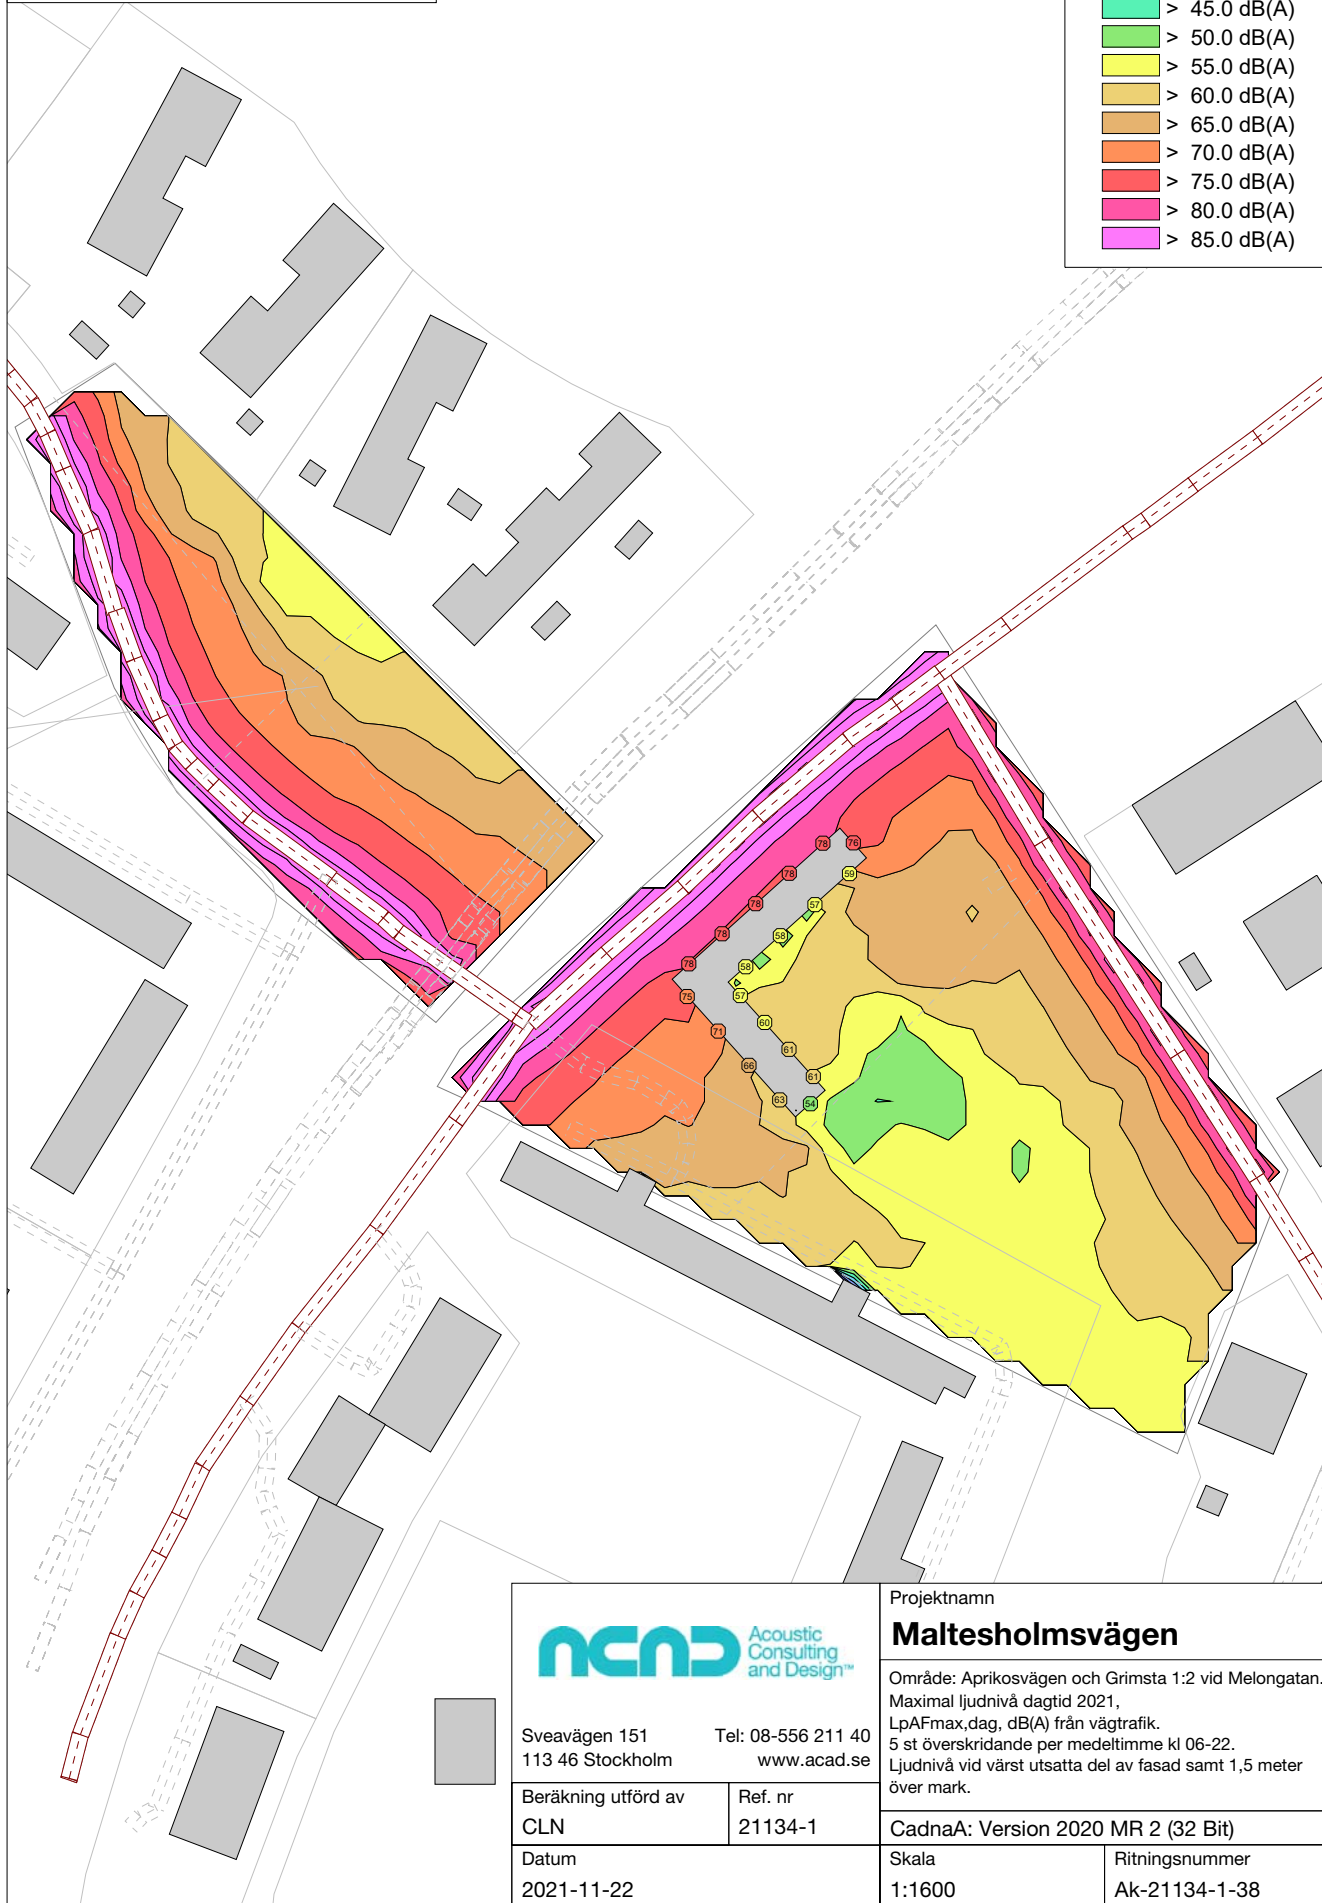 > 45.0 dB(A)
> 50.0 dB(A)
> 55.0 dB(A)
> 60.0 dB(A)
> 65.0 dB(A)
> 70.0 dB(A)
> 75.0 dB(A)
> 80.0 dB(A)
> 85.0 dB(A)
78
76
78
59
78
57
78
58
78
58
75
57
60
71
61
66
61
63
54
ACAD
Acoustic
Consulting
and Design™
Sveavägen 151 Tel: 08-556 211 40
113 46 Stockholm www.acad.se
Beräkning utförd av
CLN
Ref. nr
21134-1
Datum
2021-11-22
Projektnamn
Maltesholmsvägen
Område: Aprikosvägen och Grimsta 1:2 vid Melongatan.
Maximal ljudnivå dagtid 2021,
LpAFmax,dag, dB(A) från vägtrafik.
5 st överskridande per medeltimme kl 06-22.
Ljudnivå vid värst utsatta del av fasad samt 1,5 meter
över mark.
CadnaA: Version 2020 MR 2 (32 Bit)
Skala
1:1600
Ritningsnummer
Ak-21134-1-38